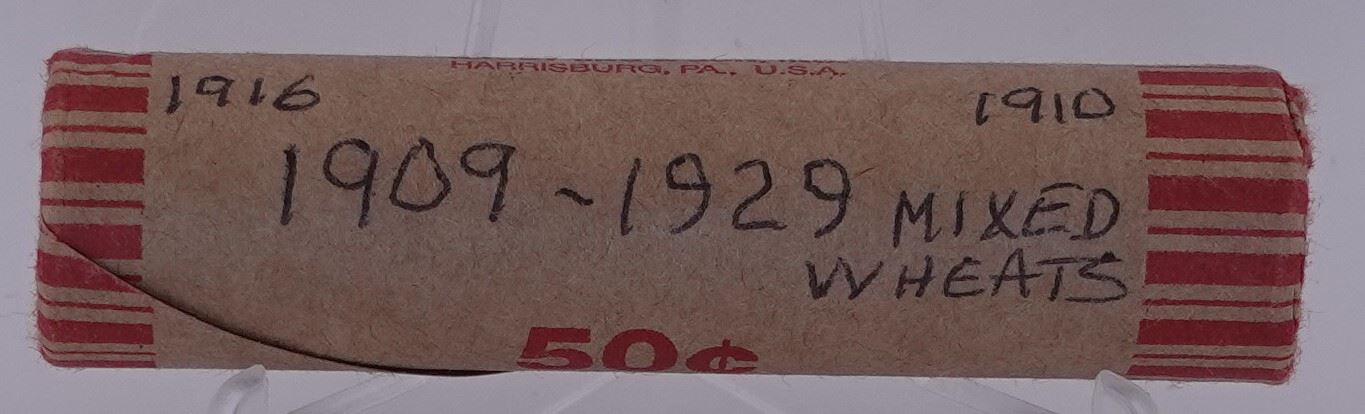 HARRISBURG, PA., U.S.A.
1916 1910
1909-1929 MIXED
WHEATS
50¢